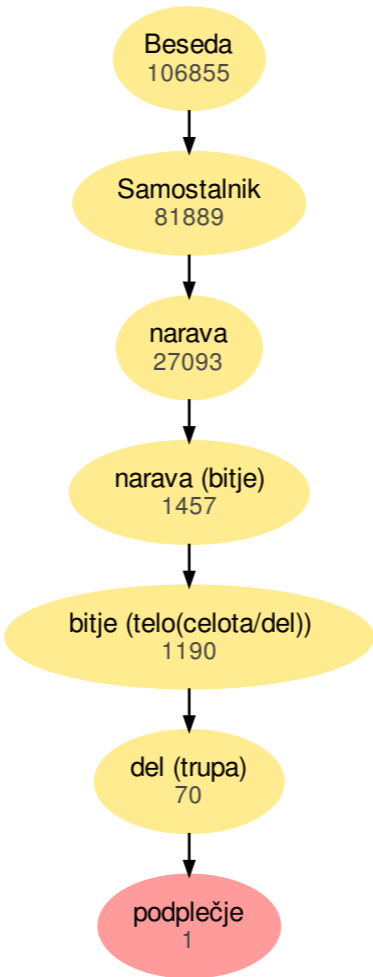 Beseda
106855
Samostalnik
81889
narava
27093
narava (bitje)
1457
bitje (telo(celota/del))
1190
del (trupa)
70
podplečje
1